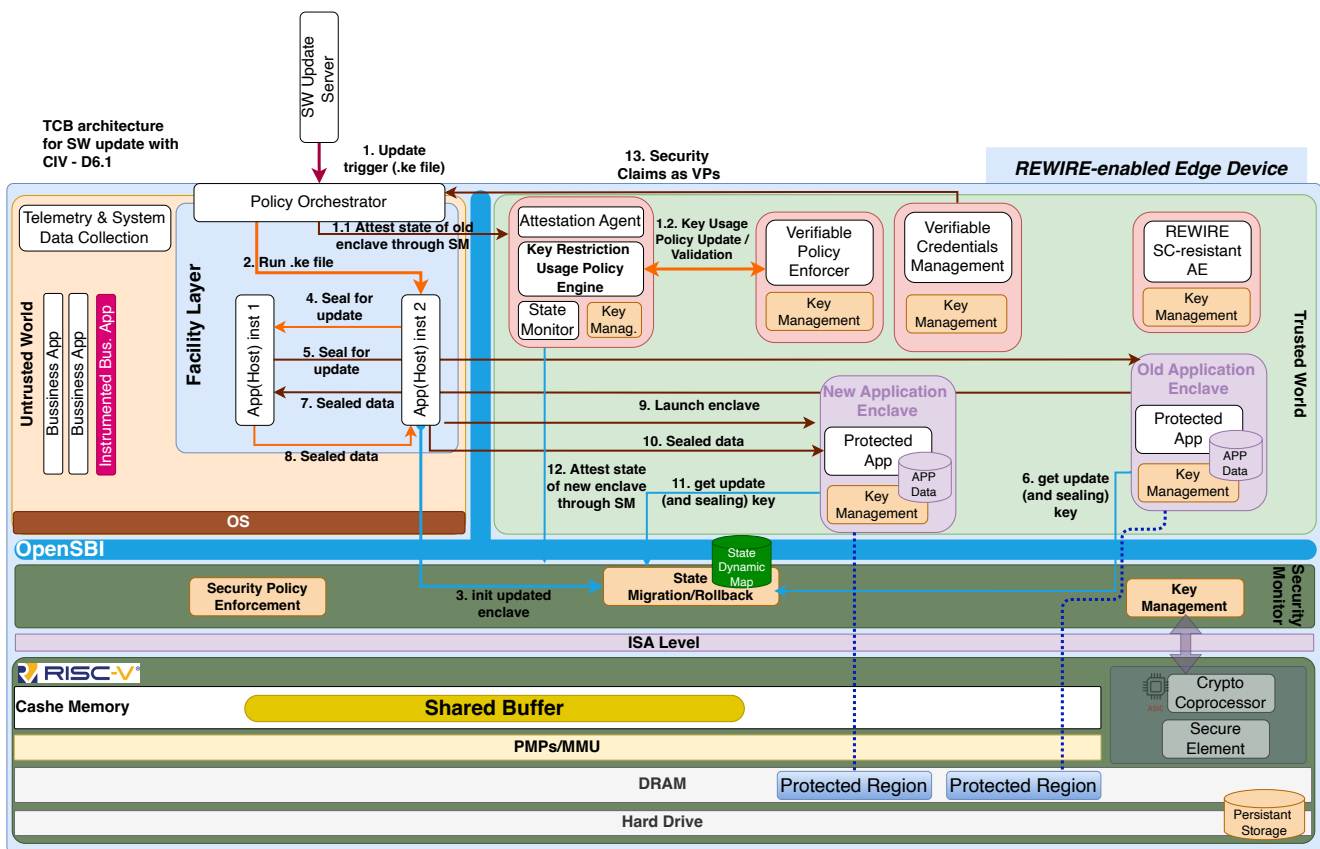 SW Update
Server
TCB architecture
for SW update with
CIV - D6.1
1. Update
trigger (.ke file)
13. Security
Claims as VPs
REWIRE-enabled Edge Device
Policy Orchestrator
Telemetry & System
Data Collection
1.1 Attest state of old
enclave through SM
2. Run .ke file
Facility Layer
Untrusted World
Bussiness App
Bussiness App
Instrumented Bus. App
App(Host) inst 1
App(Host) inst 2
4. Seal for
update
5. Seal for
update
7. Sealed data
8. Sealed data
OS
Attestation Agent
Key Restriction
Usage Policy
Engine
State
Monitor
Key
Manag.
1.2. Key Usage
Policy Update /
Validation
Verifiable
Policy
Enforcer
Key
Management
Verifiable
Credentials
Management
Key
Management
REWIRE
SC-resistant
AE
Key
Management
Trusted World
New Application
Enclave
Protected
App
APP
Data
Key
Management
Old Application
Enclave
Protected
App
APP
Data
Key
Management
9. Launch enclave
10. Sealed data
12. Attest state
of new enclave
through SM
11. get update
(and sealing) key
6. get update
(and sealing)
key
OpenSBI
Security Policy
Enforcement
3. init updated
enclave
State
Migration/Rollback
State
Dynamic
Map
Key
Management
Security
Monitor
ISA Level
RISC-V®
Cashe Memory
Shared Buffer
PMPs/MMU
ASIC
Crypto
Coprocessor
Secure
Element
DRAM
Protected Region
Protected Region
Hard Drive
Persistant
Storage